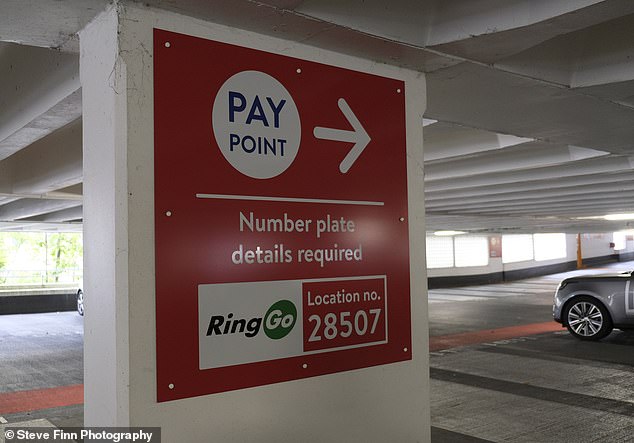 PAY
POINT
Number plate
details required
RingGo
Location no.
28507
© Steve Finn Photography